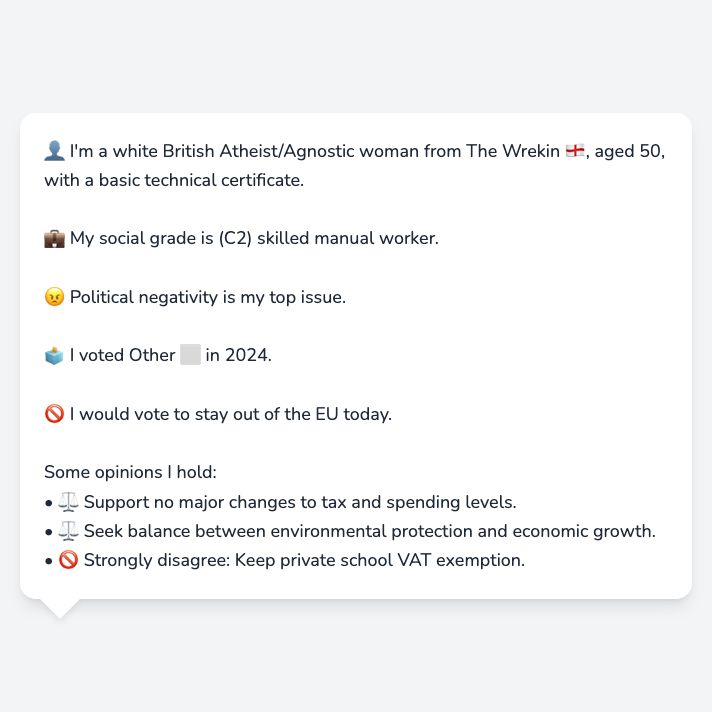 👤 I'm a white British Atheist/Agnostic woman from The Wrekin 🏴󠁧󠁢󠁥󠁮󠁧󠁿, aged 50,
with a basic technical certificate.
💼 My social grade is (C2) skilled manual worker.
😠 Political negativity is my top issue.
🗳️ I voted Other ⬜ in 2024.
🚫 I would vote to stay out of the EU today.
Some opinions I hold:
• ⚖️ Support no major changes to tax and spending levels.
• ⚖️ Seek balance between environmental protection and economic growth.
• 🚫 Strongly disagree: Keep private school VAT exemption.